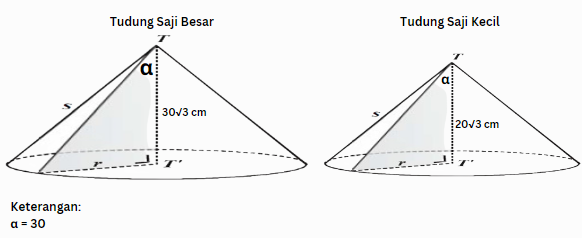 Tudung Saji Besar
T
α
s
30√3 cm
r
T'
Tudung Saji Kecil
T
α
s
20√3 cm
r
T'
Keterangan:
α = 30